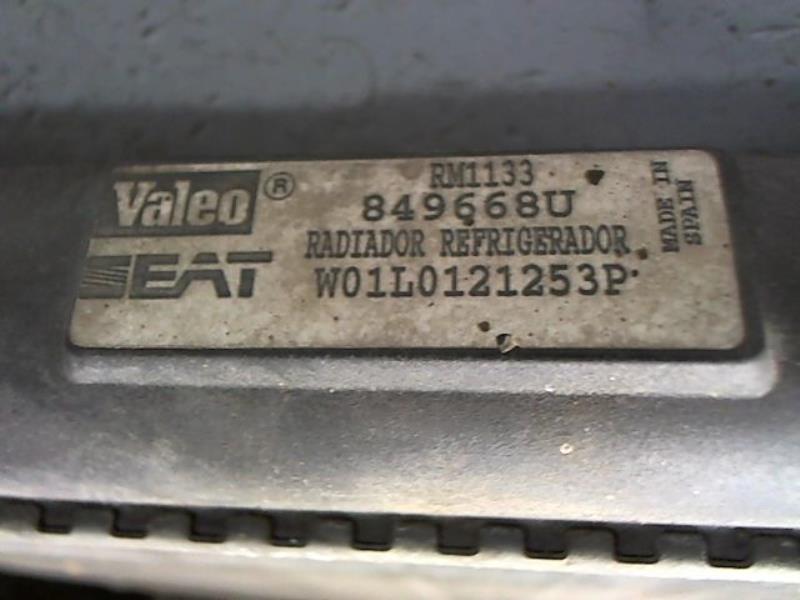 Valeo®
SEAT
RM1133
849668U
RADIADOR REFRIGERADOR
W01L0121253P
MADE IN
SPAIN